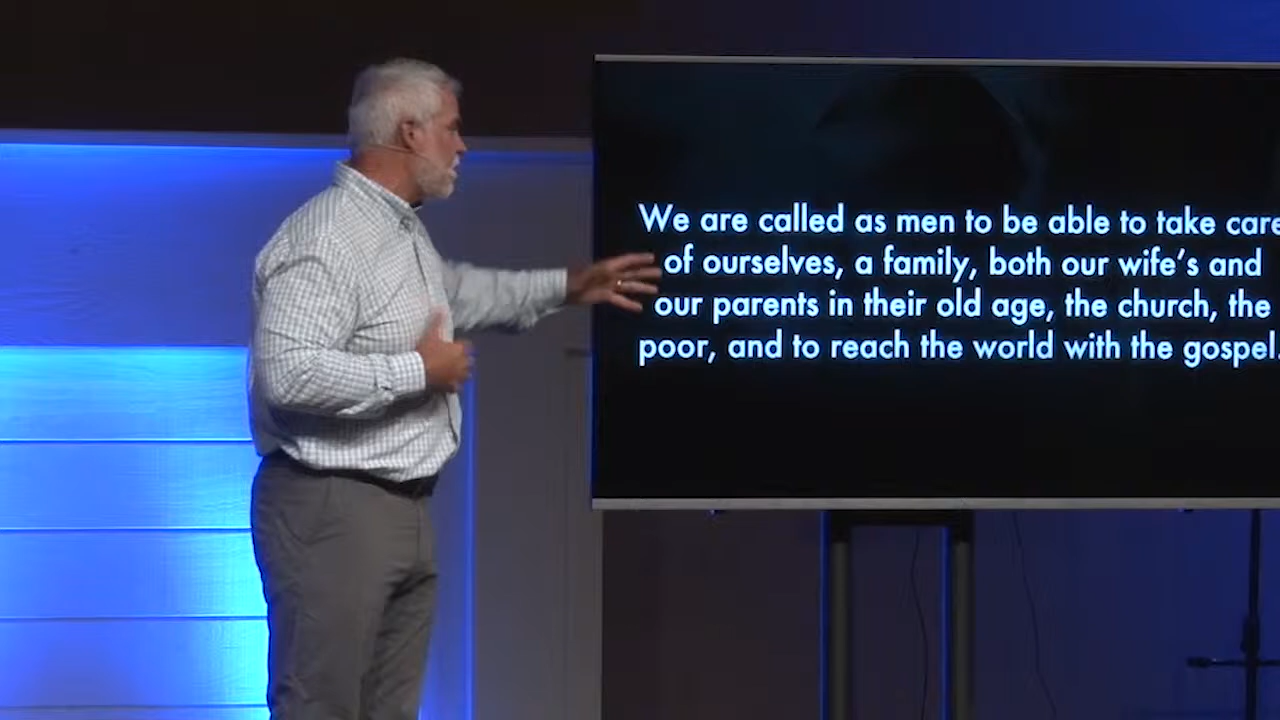 We are called as men to be able to take care
of ourselves, a family, both our wife's and
our parents in their old age, the church, the
poor, and to reach the world with the gospel.